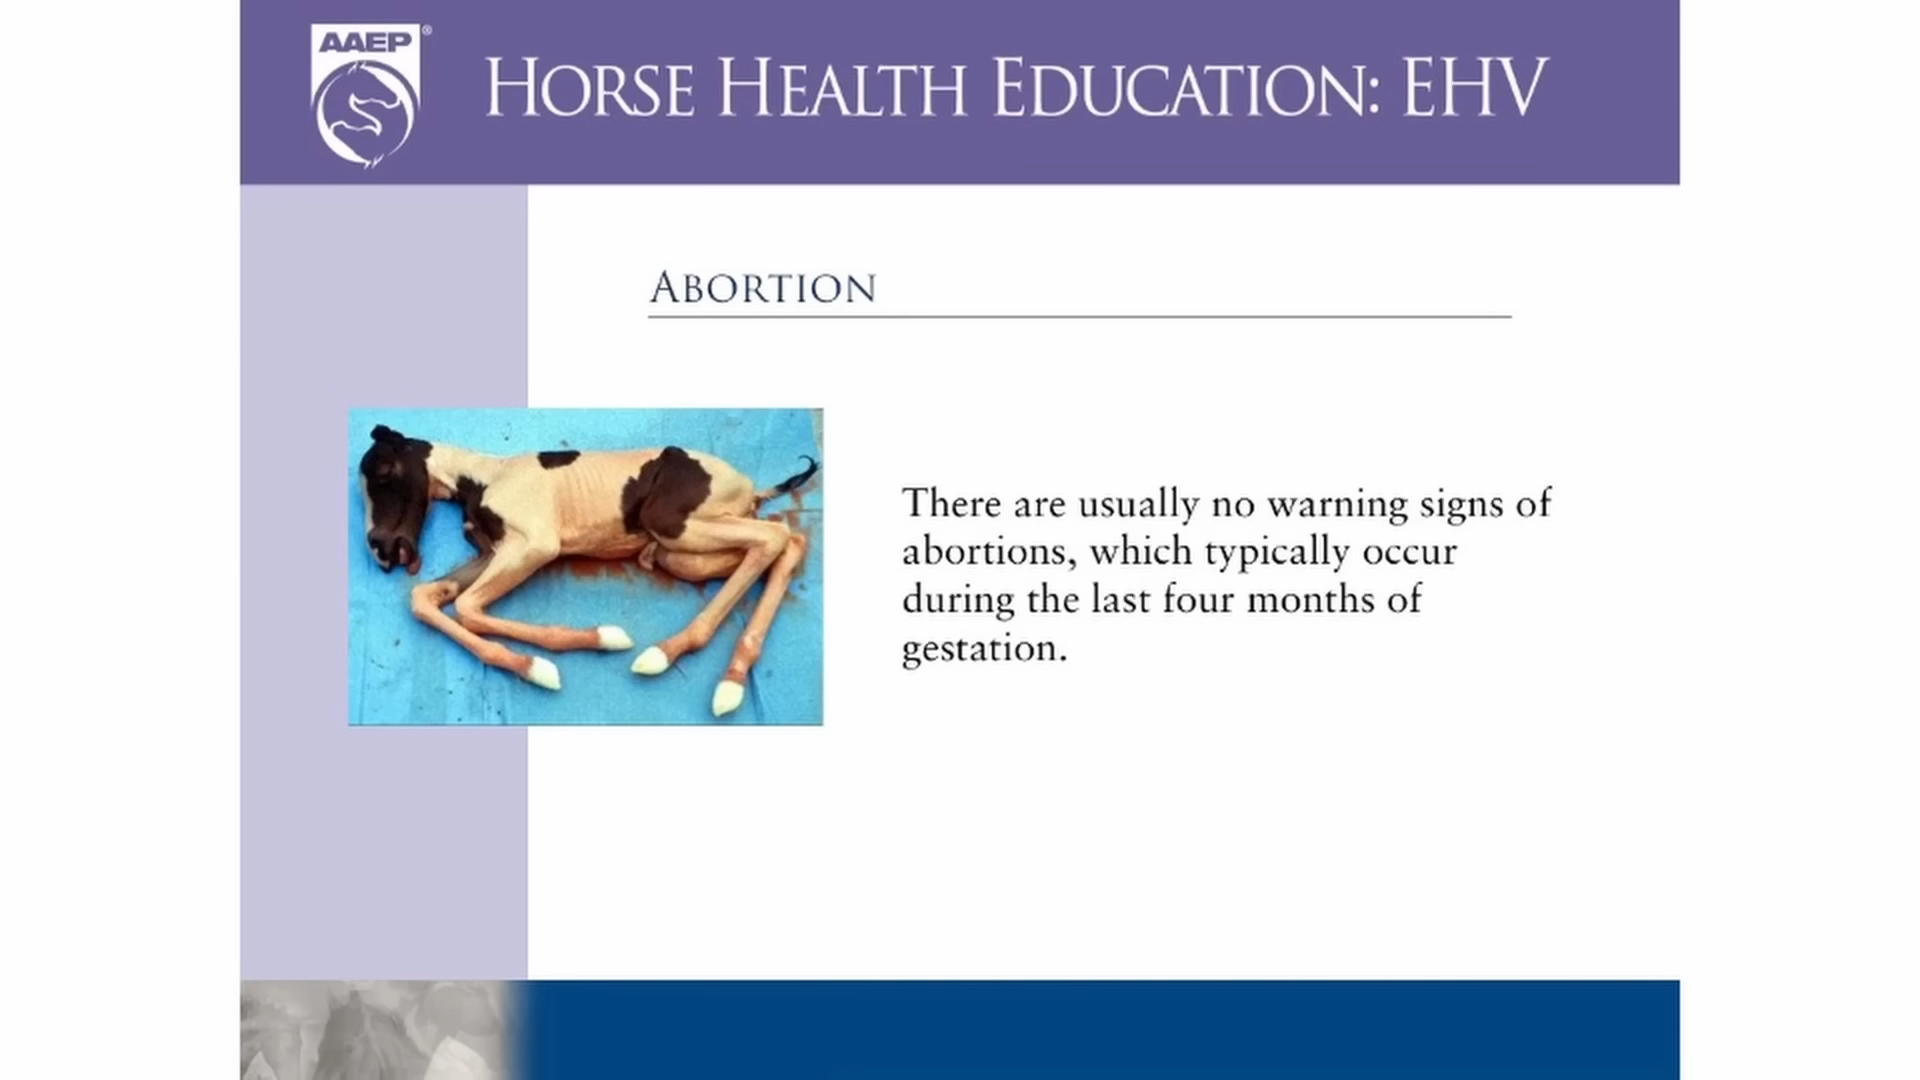 AAEP®
HORSE HEALTH EDUCATION: EHV
ABORTION
There are usually no warning signs of
abortions, which typically occur
during the last four months of
gestation.